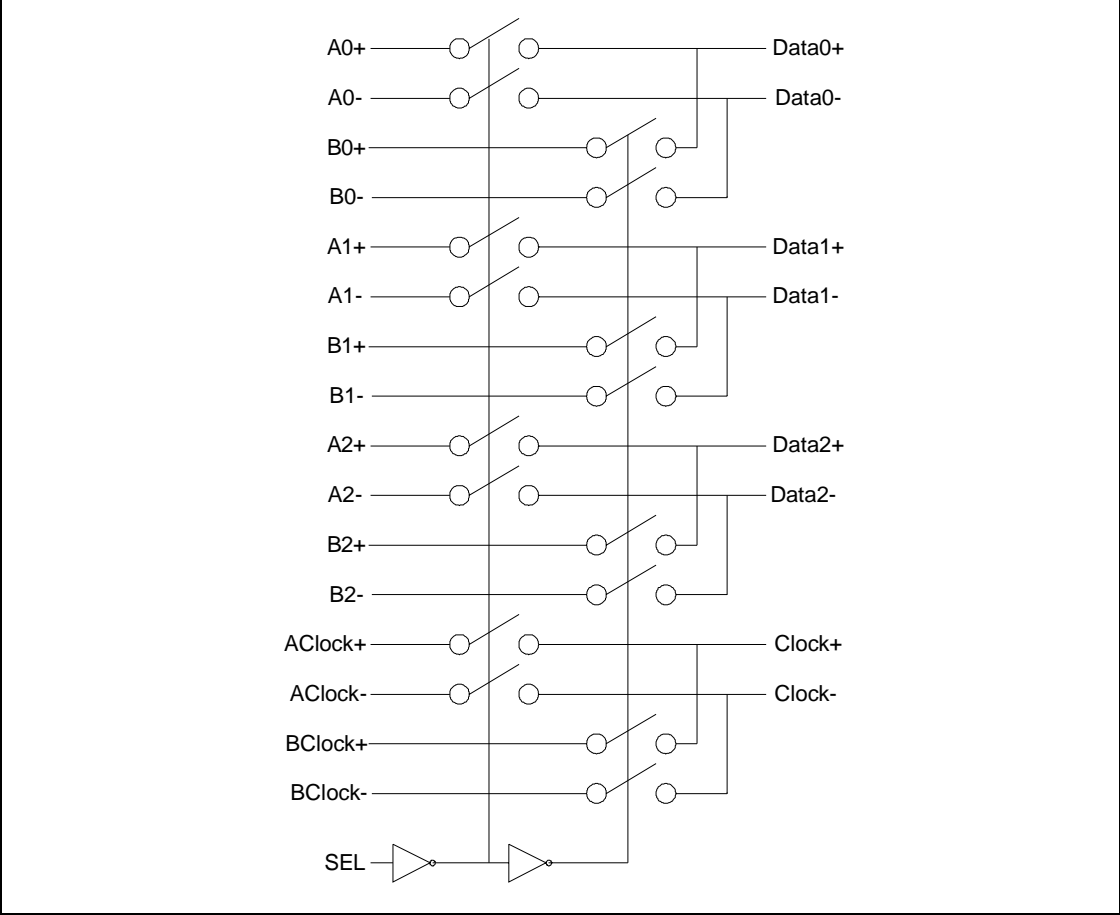 A0+ Data0+
A0- Data0-
B0+
B0-
A1+ Data1+
A1- Data1-
B1+
B1-
A2+ Data2+
A2- Data2-
B2+
B2-
AClock+ Clock+
AClock- Clock-
BClock+
BClock-
SEL